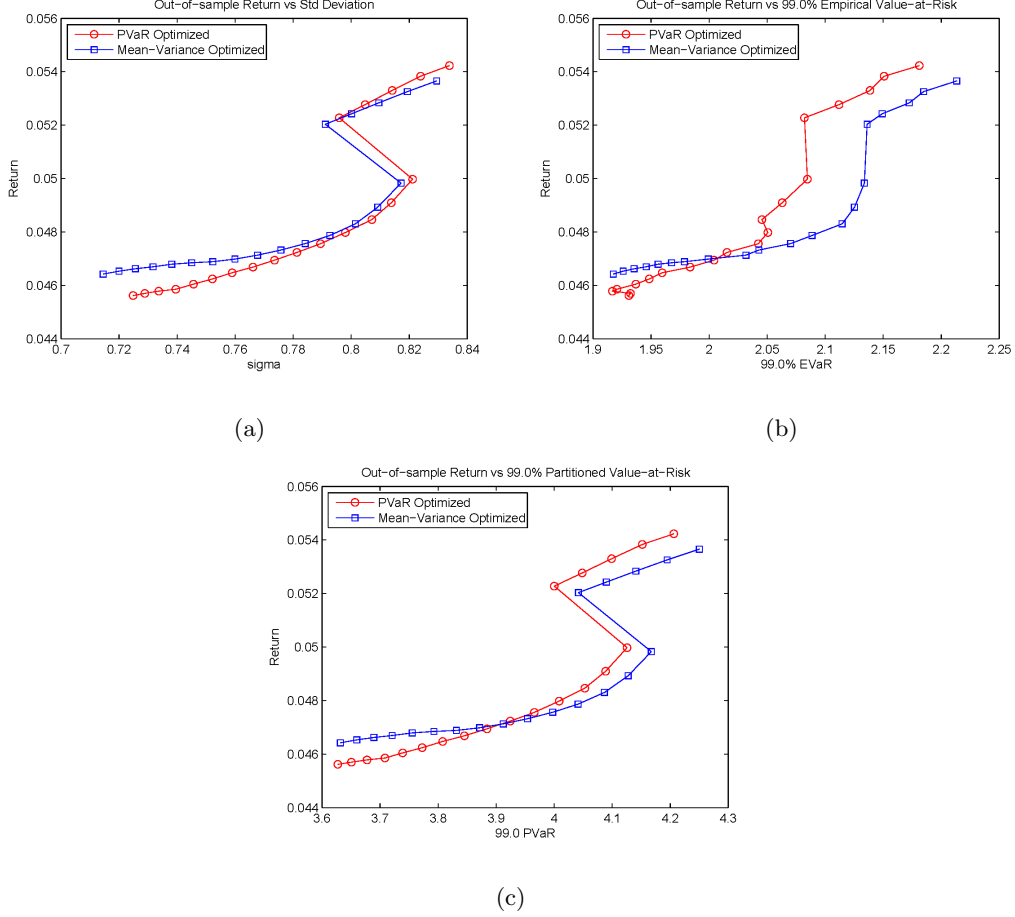 Out-of-sample Return vs Std Deviation
0.056
0.054
0.052
0.05
0.048
0.046
0.044
Return
PVaR Optimized
Mean-Variance Optimized
0.7 0.72 0.74 0.76 0.78 0.8 0.82 0.84
sigma
(a)
Out-of-sample Return vs 99.0% Empirical Value-at-Risk
0.056
0.054
0.052
0.05
0.048
0.046
0.044
Return
PVaR Optimized
Mean-Variance Optimized
1.9 1.95 2 2.05 2.1 2.15 2.2 2.25
99.0% EVaR
(b)
Out-of-sample Return vs 99.0% Partitioned Value-at-Risk
0.056
0.054
0.052
0.05
0.048
0.046
0.044
Return
PVaR Optimized
Mean-Variance Optimized
3.6 3.7 3.8 3.9 4 4.1 4.2 4.3
99.0 PVaR
(c)